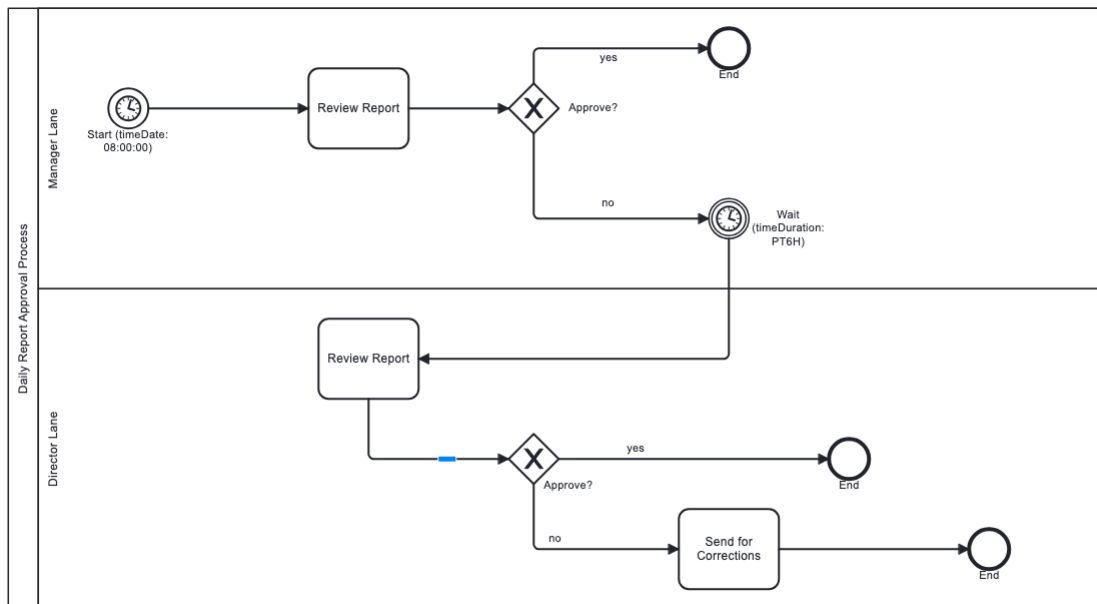 Daily Report Approval Process
Manager Lane
Start (timeDate:
08:00:00)
Review Report
Approve?
yes
End
no
Wait
(timeDuration:
PT6H)
Director Lane
Review Report
Approve?
yes
End
no
Send for
Corrections
End